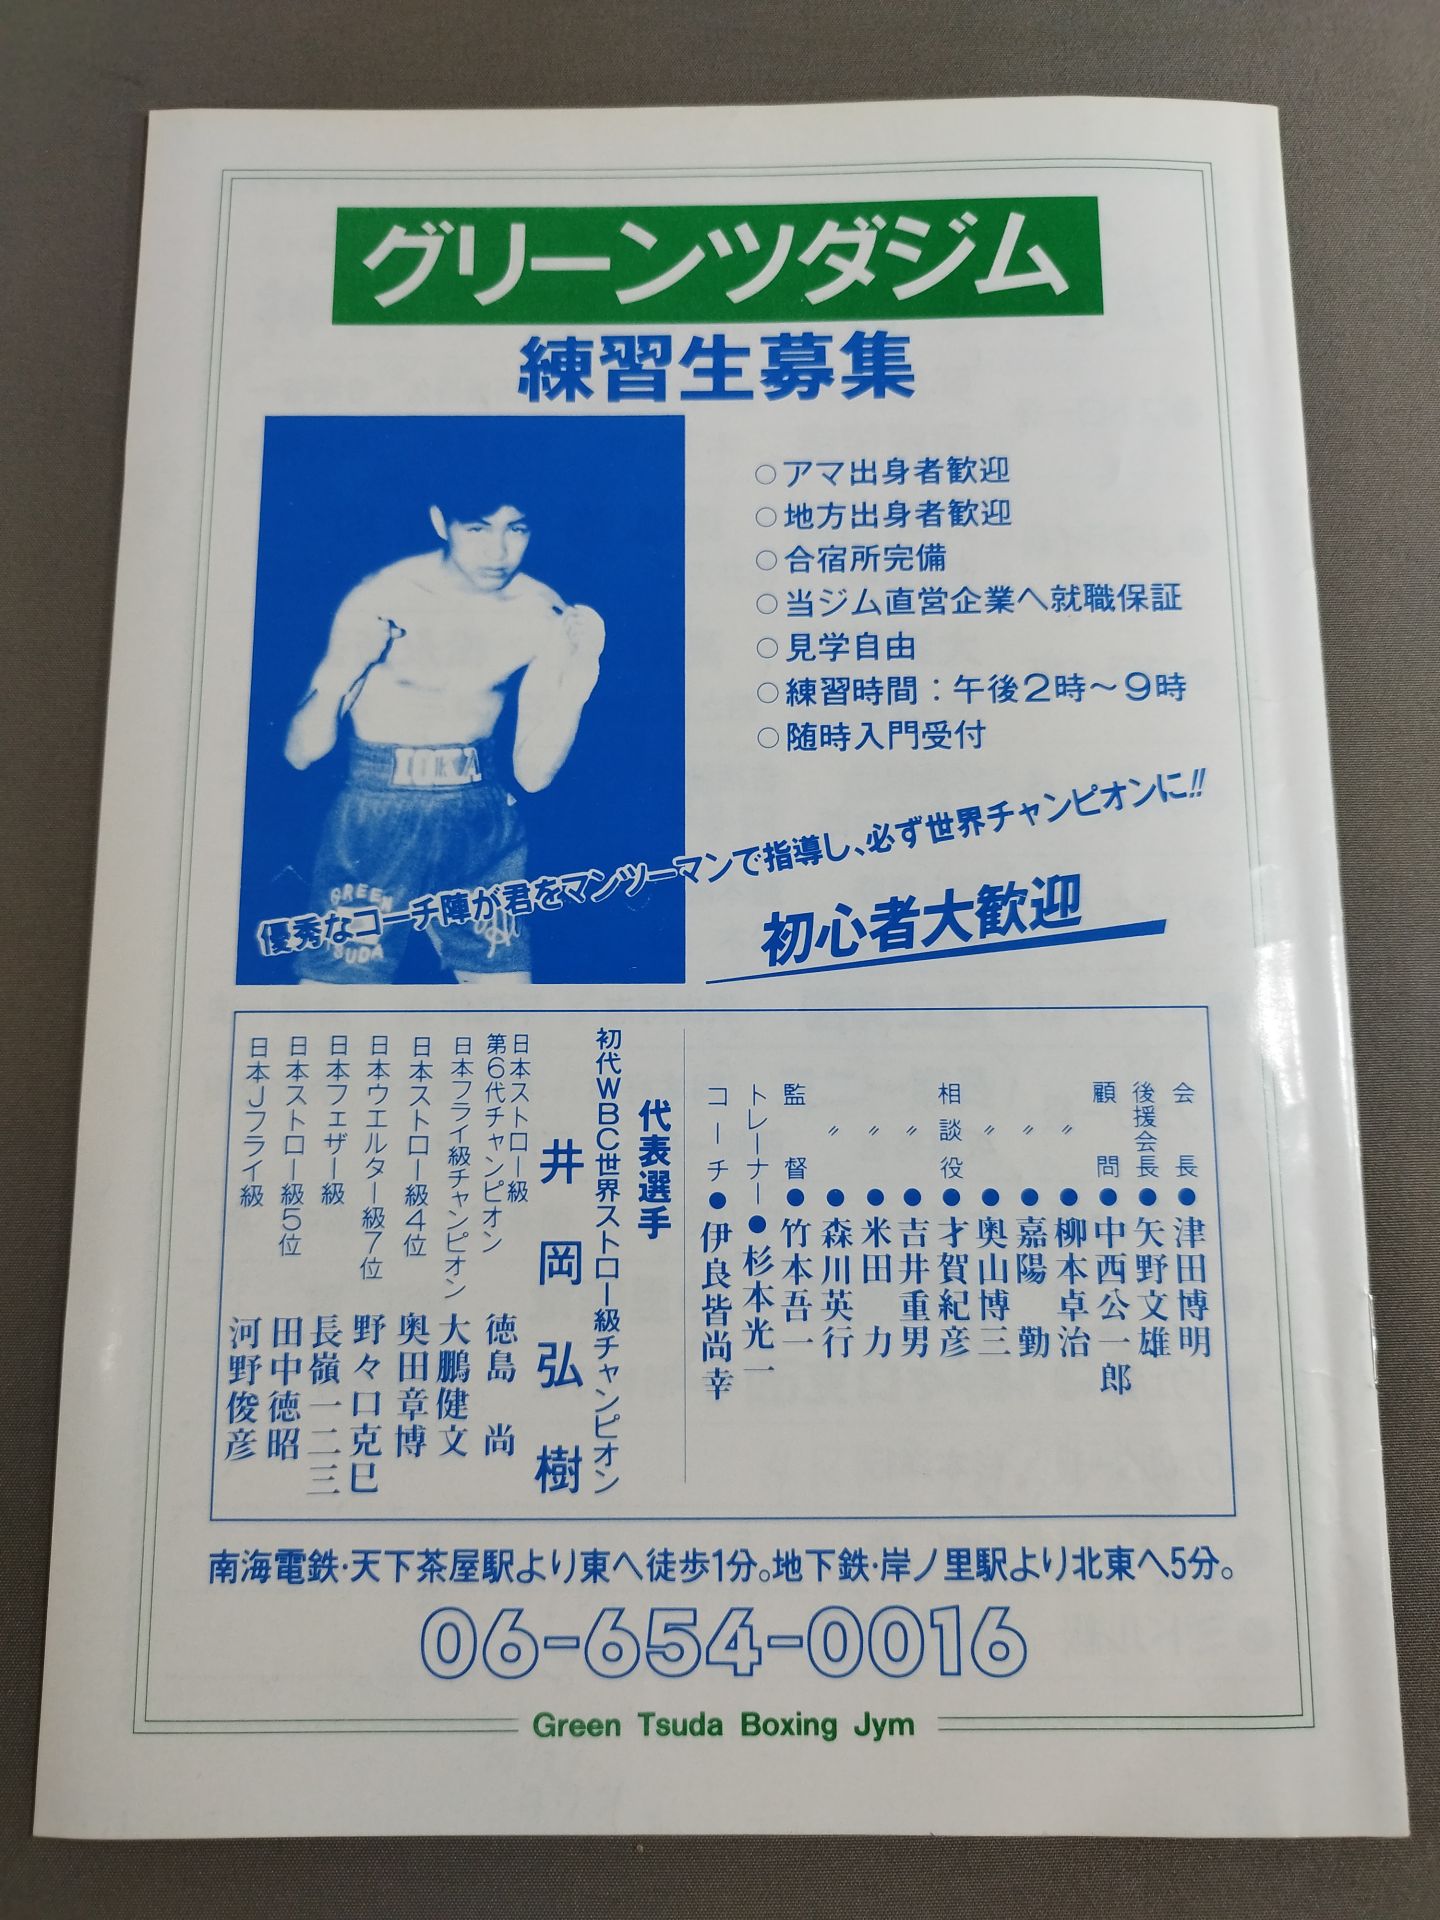 グリーンツダジム
練習生募集
○アマ出身者歓迎
○地方出身者歓迎
○合宿所完備
○当ジム直営企業へ就職保証
○見学自由
○練習時間：午後2時～9時
○随時入門受付
GREEN
TSUDA
優秀なコーチ陣が君をマンツーマンで指導し、必ず世界チャンピオンに!!
初心者大歓迎
会長●津田博明
後援会長●矢野文雄
顧問●中西公一郎
〃●柳本卓治
〃●嘉陽勤
〃●奥山博三
相談役●才賀紀彦
〃●吉井重男
〃●米田力
〃●森川英行
監督●竹本吾一
トレーナー●杉本光一
コーチ●伊良皆尚幸
代表選手
初代WBC世界ストロー級チャンピオン
井岡弘樹
日本ストロー級
第6代チャンピオン 徳島尚
日本フライ級チャンピオン 大鵬健文
日本ストロー級4位 奥田章博
日本ウエルター級7位 野々口克巳
日本フェザー級 長嶺一二三
日本ストロー級5位 田中徳昭
日本Jフライ級 河野俊彦
南海電鉄・天下茶屋駅より東へ徒歩1分。地下鉄・岸ノ里駅より北東へ5分。
06-654-0016
Green Tsuda Boxing Jym